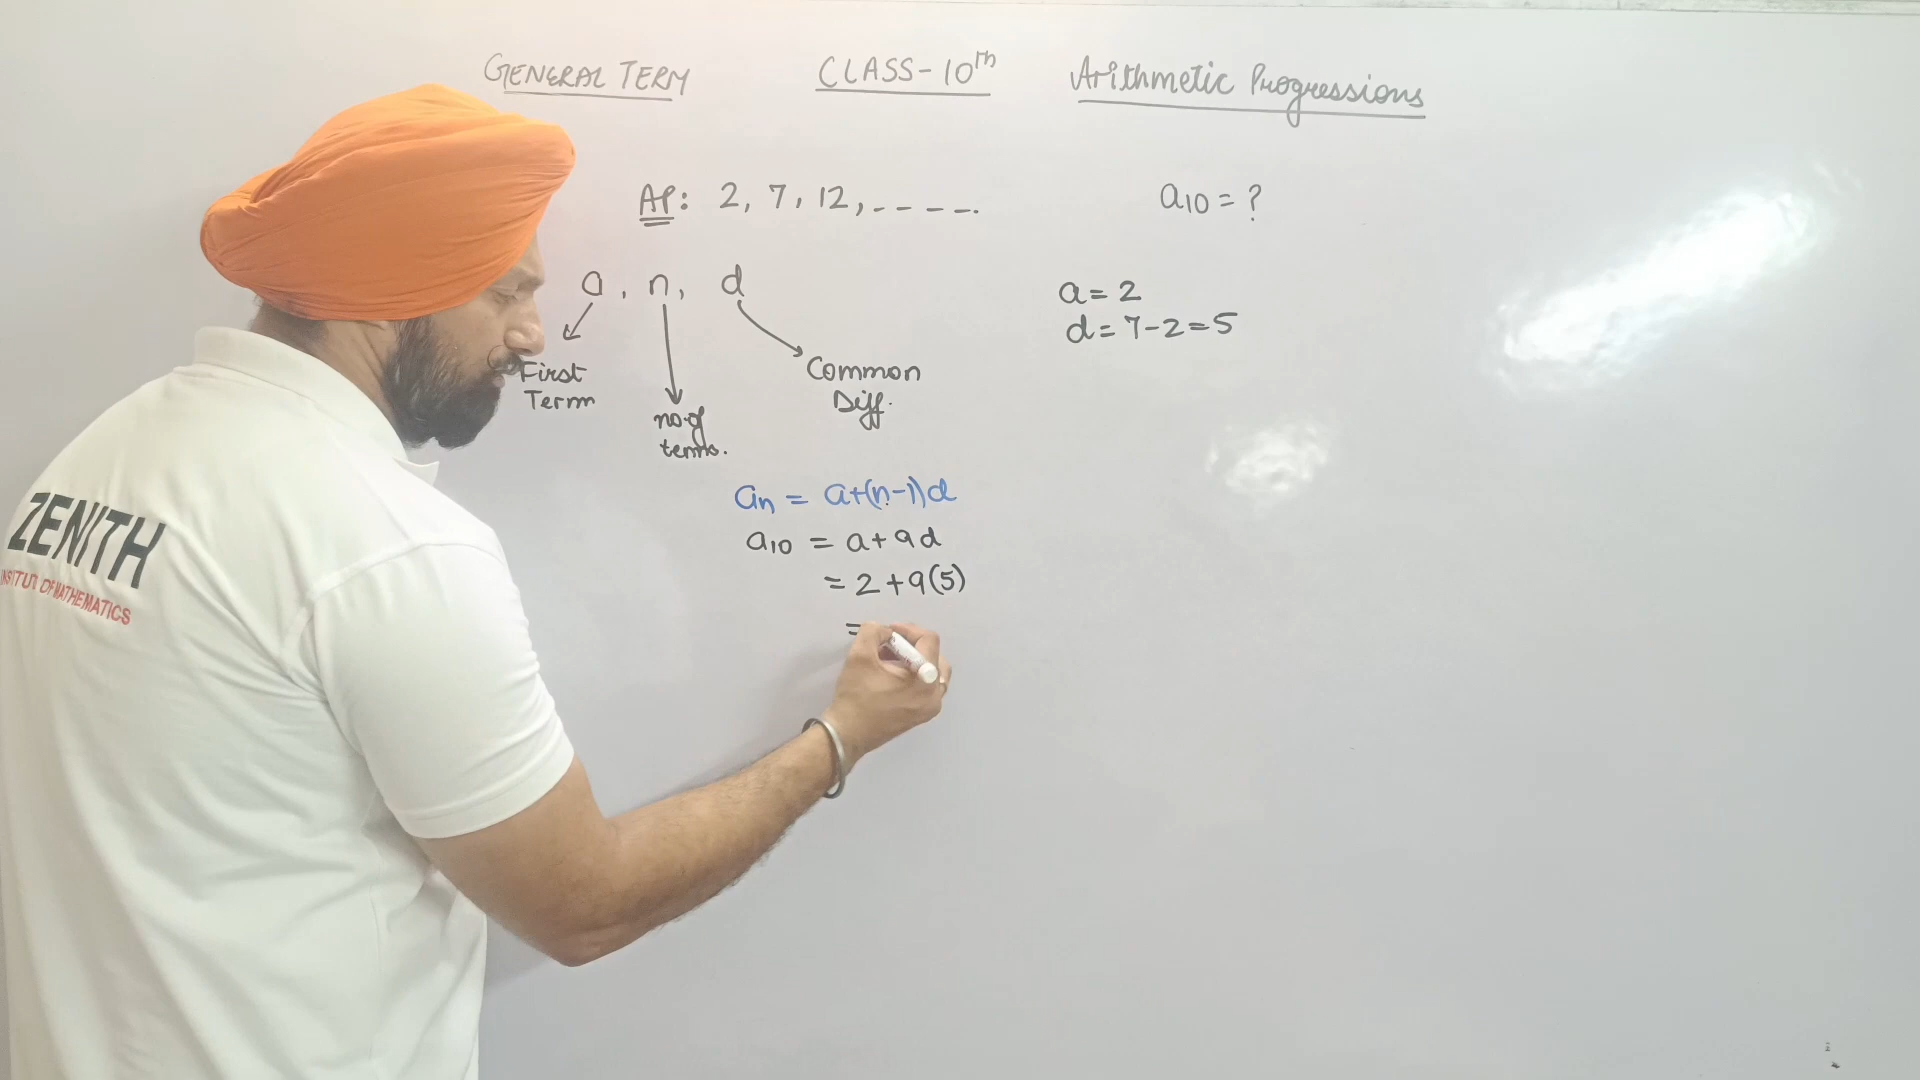 GENERAL TERM CLASS-10th Arithmetic Progressions
AP: 2, 7, 12, - - - -. a10 = ?
a, n, d
a = 2
d = 7-2=5
First
Term
no. of
terms.
Common
Diff.
an = a+(n-1)d
a10 = a+9d
= 2+9(5)
=
ZENITH
INSTITUT OF MATHEMATICS